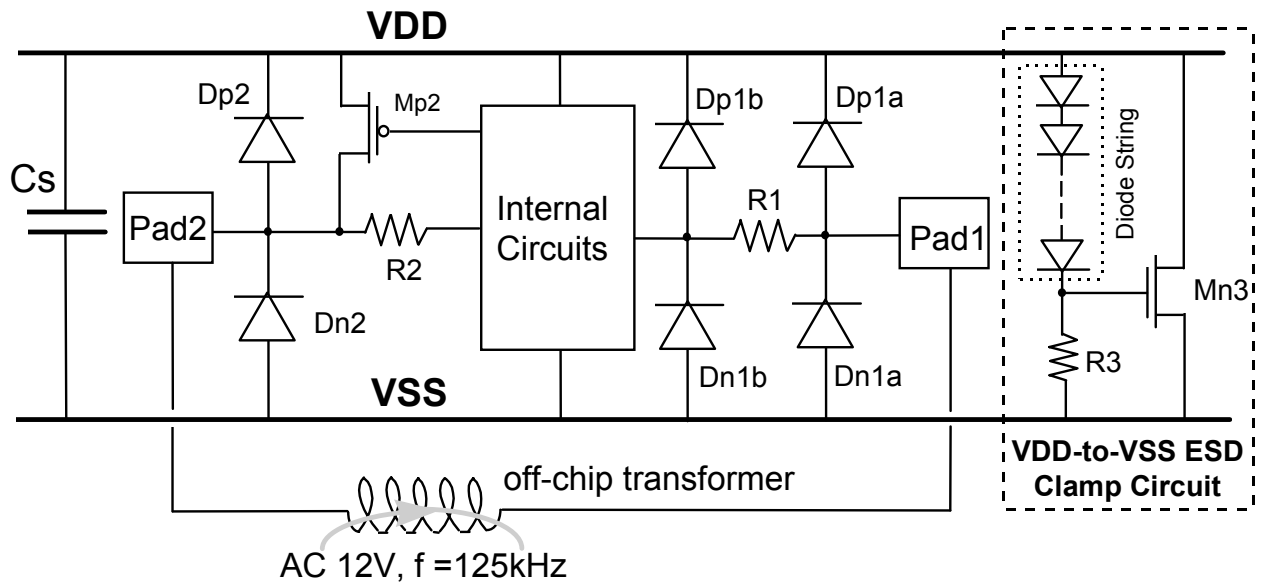 VDD
Dp2
Mp2
Dp1b
Dp1a
Diode String
Cs
Pad2
R2
Internal
Circuits
R1
Pad1
Mn3
Dn2
Dn1b
Dn1a
R3
VSS
VDD-to-VSS ESD
Clamp Circuit
off-chip transformer
AC 12V, f =125kHz